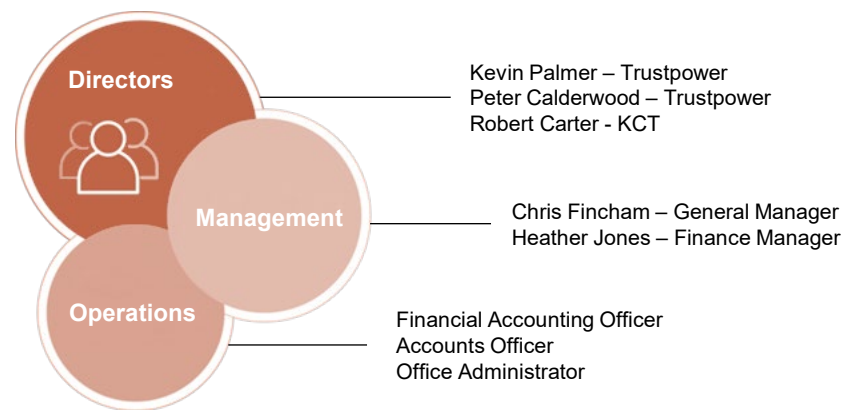 Directors
Kevin Palmer – Trustpower
Peter Calderwood – Trustpower
Robert Carter - KCT
Management
Chris Fincham – General Manager
Heather Jones – Finance Manager
Operations
Financial Accounting Officer
Accounts Officer
Office Administrator